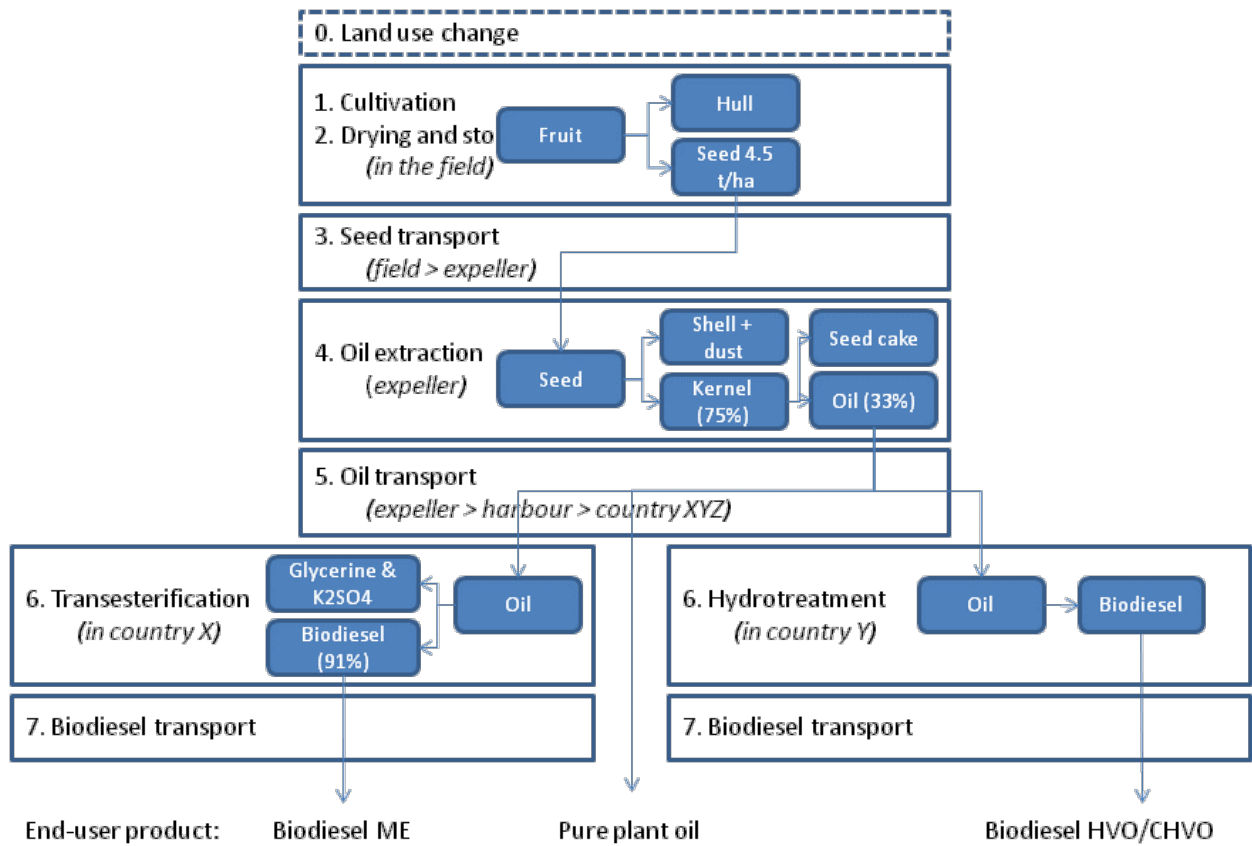 0. Land use change
1. Cultivation
2. Drying and sto
(in the field)
Fruit
Hull
Seed 4.5
t/ha
3. Seed transport
(field > expeller)
4. Oil extraction
(expeller)
Seed
Shell +
dust
Kernel
(75%)
Seed cake
Oil (33%)
5. Oil transport
(expeller > harbour > country XYZ)
6. Transesterification
(in country X)
Glycerine &
K2SO4
Biodiesel
(91%)
Oil
6. Hydrotreatment
(in country Y)
Oil
Biodiesel
7. Biodiesel transport
7. Biodiesel transport
End-user product:
Biodiesel ME
Pure plant oil
Biodiesel HVO/CHVO